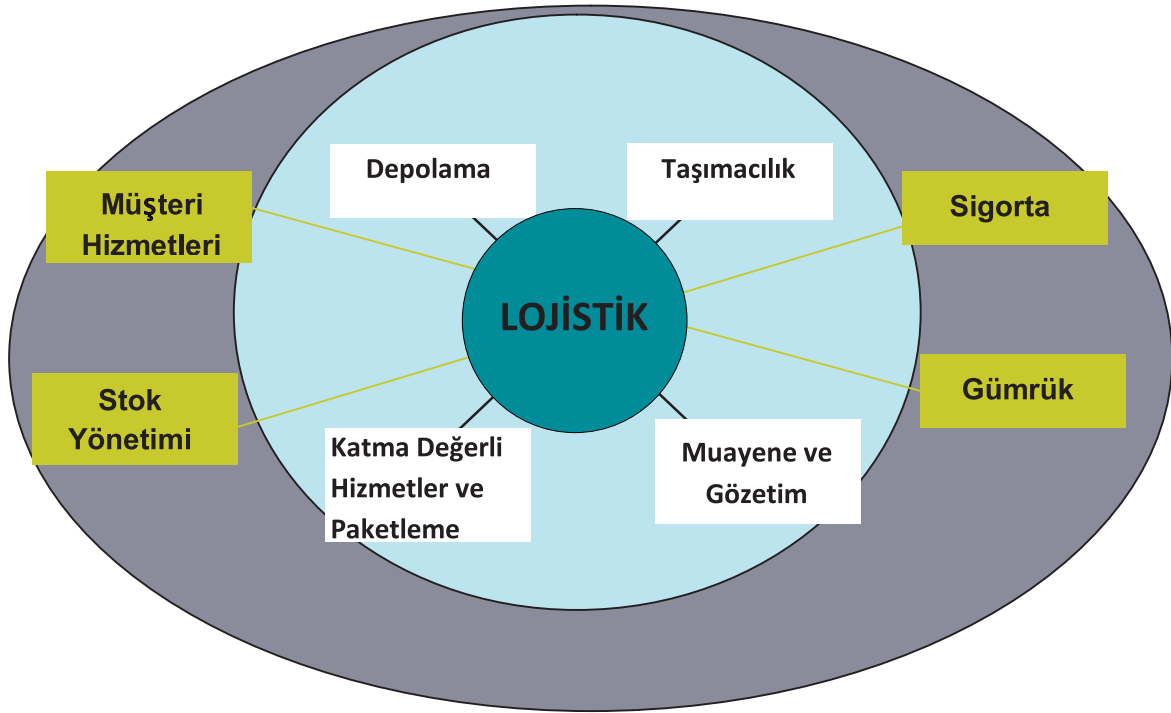 Depolama
Taşımacılık
Müşteri
Hizmetleri
Sigorta
LOJİSTİK
Stok
Yönetimi
Gümrük
Katma Değerli
Hizmetler ve
Paketleme
Muayene ve
Gözetim